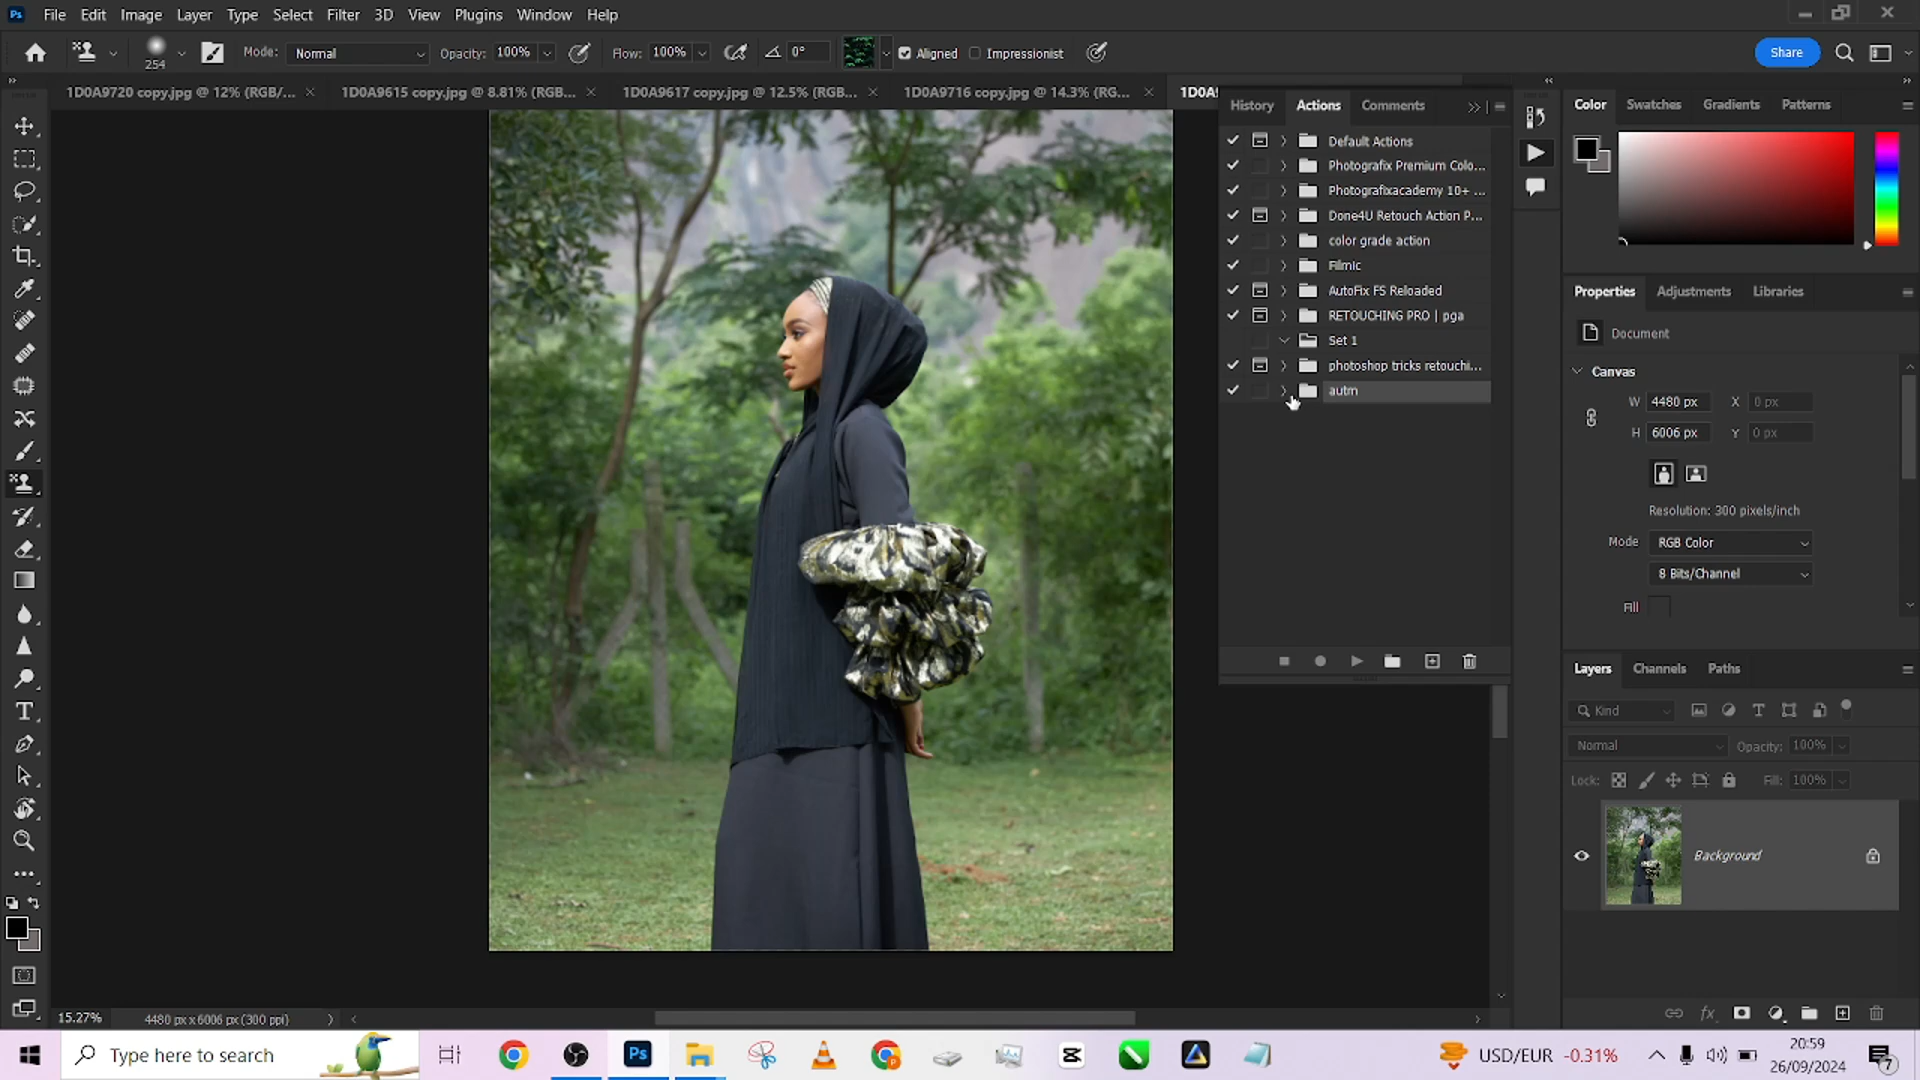 Ps File Edit Image Layer Type Select Filter 3D View Plugins Window Help
254 Mode: Normal Opacity: 100% Flow: 100% 0° Aligned Impressionist Share
1D0A9720 copy.jpg @ 12% (RGB/... 1D0A9615 copy.jpg @ 8.81% (RGB... 1D0A9617 copy.jpg @ 12.5% (RGB... 1D0A9716 copy.jpg @ 14.3% (RG... 1D0A9
History Actions Comments
Default Actions
Photografix Premium Colo...
Photografixacademy 10+ ...
Done4U Retouch Action P...
color grade action
Filmic
AutoFix FS Reloaded
RETOUCHING PRO | pga
Set 1
photoshop tricks retouchi...
autm
Color Swatches Gradients Patterns
Properties Adjustments Libraries
Document
Canvas
W 4480 px X 0 px
H 6006 px Y 0 px
Resolution: 300 pixels/inch
Mode RGB Color
8 Bits/Channel
Fill
Layers Channels Paths
Kind
Normal Opacity: 100%
Lock: Fill: 100%
Background
15.27% 4480 px x 6006 px (300 ppi)
Type here to search Ps USD/EUR -0.31% 20:59
26/09/2024 7